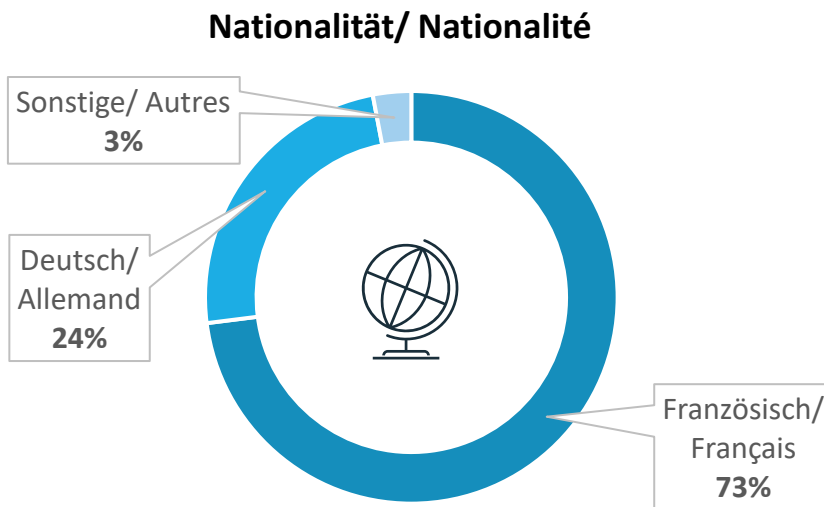 Nationalität/ Nationalité
Sonstige/ Autres
3%
Deutsch/
Allemand
24%
Französisch/
Français
73%